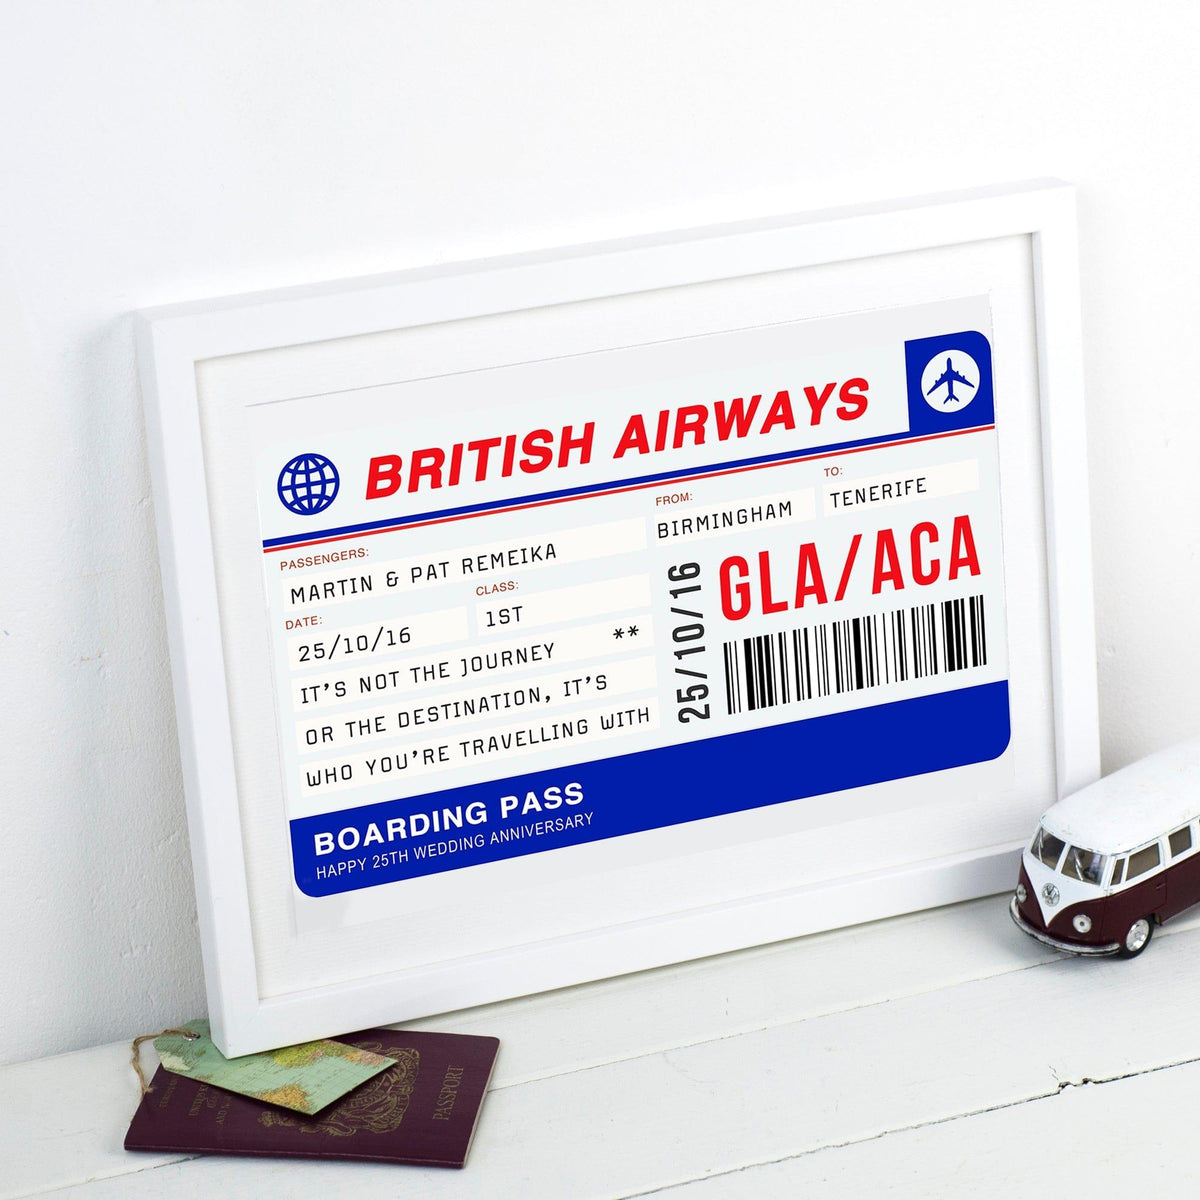 BRITISH AIRWAYS
PASSENGERS:
MARTIN & PAT REMEIKA
DATE:
25/10/16
CLASS:
1ST
IT'S NOT THE JOURNEY **
OR THE DESTINATION, IT'S
WHO YOU'RE TRAVELLING WITH
FROM:
BIRMINGHAM
TO:
TENERIFE
25/10/16
GLA/ACA
BOARDING PASS
HAPPY 25TH WEDDING ANNIVERSARY
PASSPORT